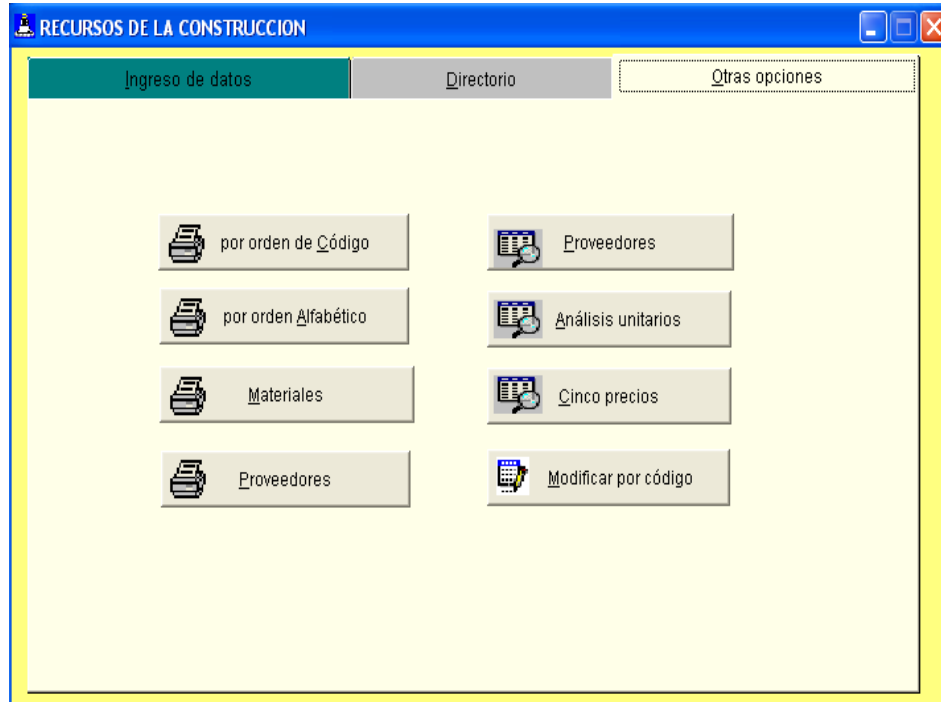 RECURSOS DE LA CONSTRUCCION
Ingreso de datos
Directorio
Otras opciones
por orden de Código
Proveedores
por orden Alfabético
Análisis unitarios
Materiales
Cinco precios
Proveedores
Modificar por código